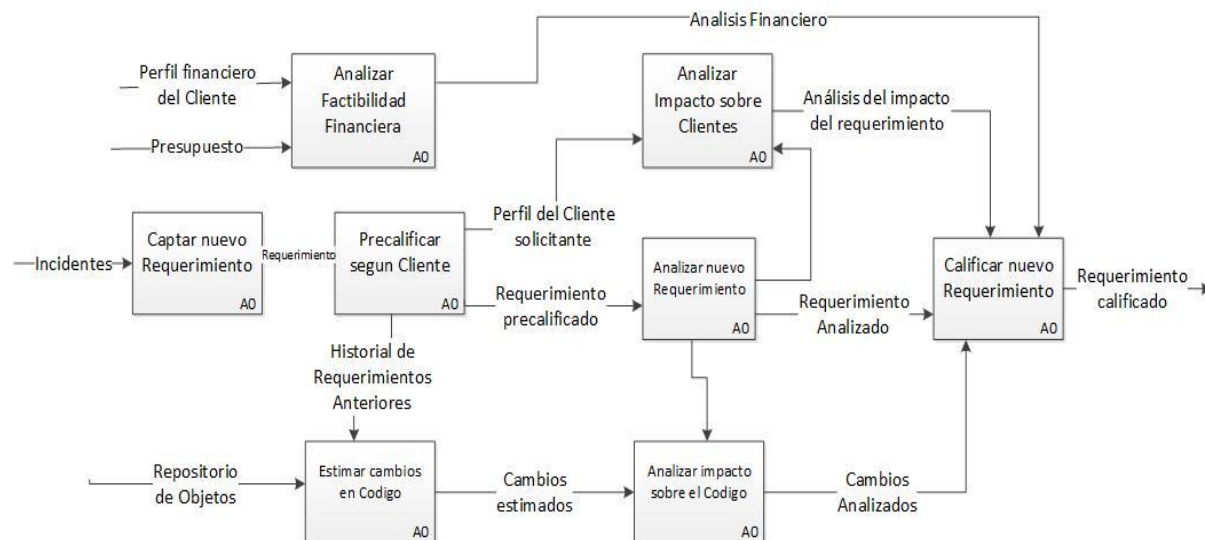 Analisis Financiero
Perfil financiero
del Cliente
Presupuesto
Analizar
Factibilidad
Financiera
A0
Analizar
Impacto sobre
Clientes
A0
Análisis del impacto
del requerimiento
Incidentes
Captar nuevo
Requerimiento
A0
Requerimiento
Precalificar
segun Cliente
A0
Perfil del Cliente
solicitante
Requerimiento
precalificado
Analizar nuevo
Requerimiento
A0
Requerimiento
Analizado
Calificar nuevo
Requerimiento
A0
Requerimiento
calificado
Historial de
Requerimientos
Anteriores
Repositorio
de Objetos
Estimar cambios
en Codigo
A0
Cambios
estimados
Analizar impacto
sobre el Codigo
A0
Cambios
Analizados